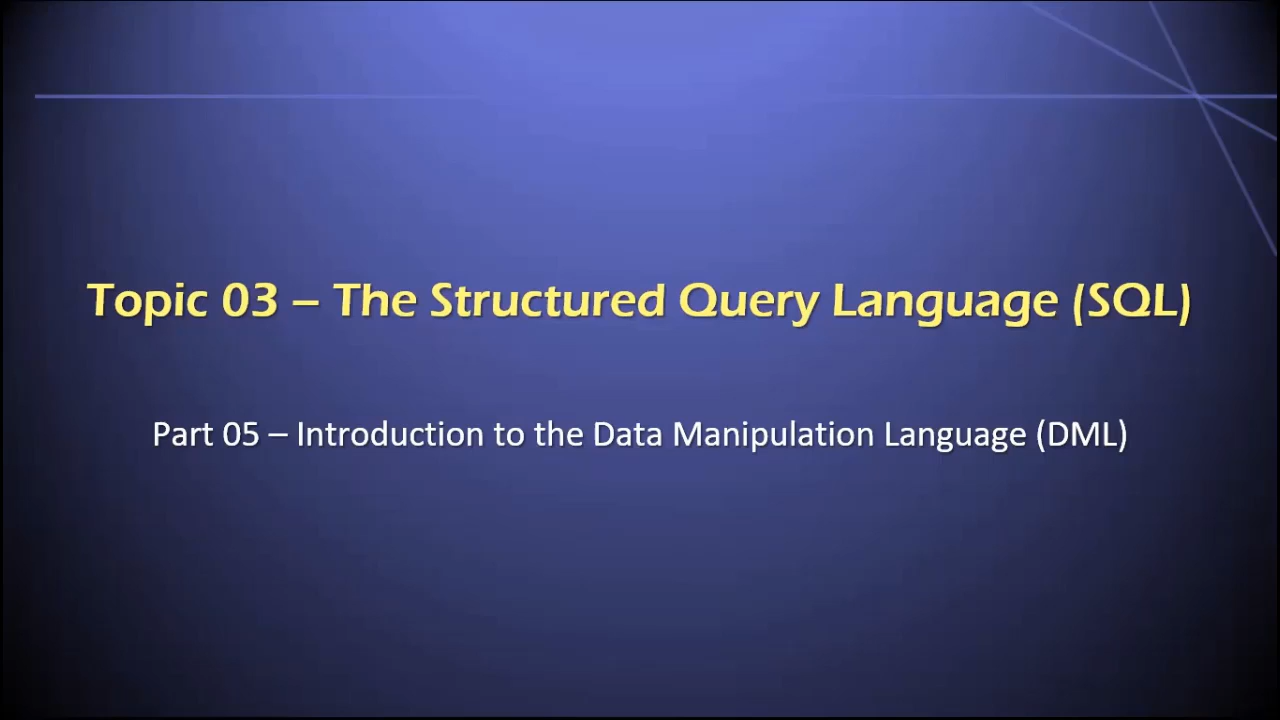 Topic 03 – The Structured Query Language (SQL)
Part 05 – Introduction to the Data Manipulation Language (DML)